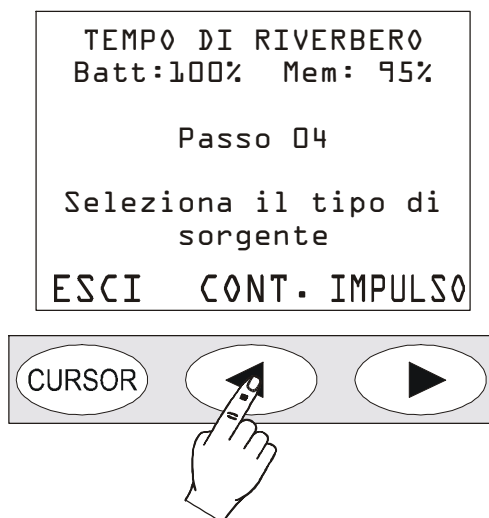 TEMPO DI RIVERBERO
Batt:100% Mem: 95%
Passo 04
Seleziona il tipo di
sorgente
ESCI CONT. IMPULSO
CURSOR